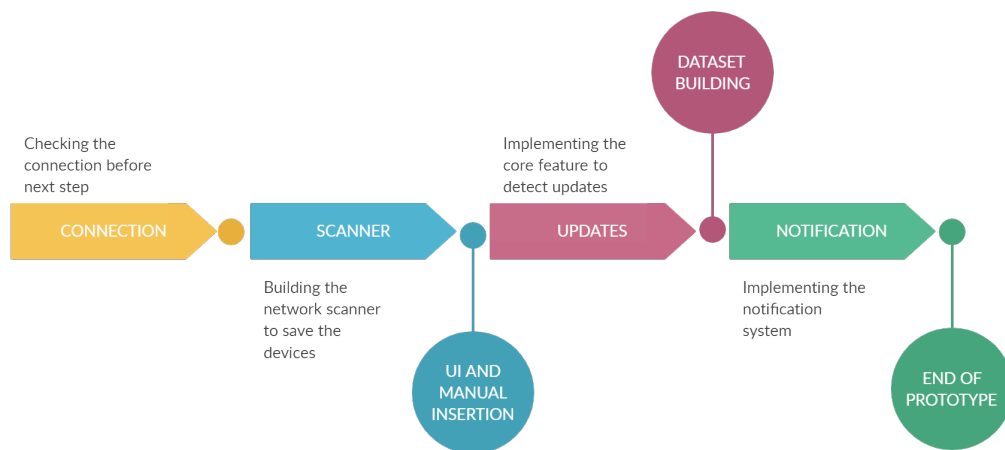 Checking the
connection before
next step
CONNECTION
SCANNER
Building the
network scanner
to save the
devices
UI AND
MANUAL
INSERTION
Implementing the
core feature to
detect updates
UPDATES
DATASET
BUILDING
NOTIFICATION
Implementing the
notification
system
END OF
PROTOTYPE